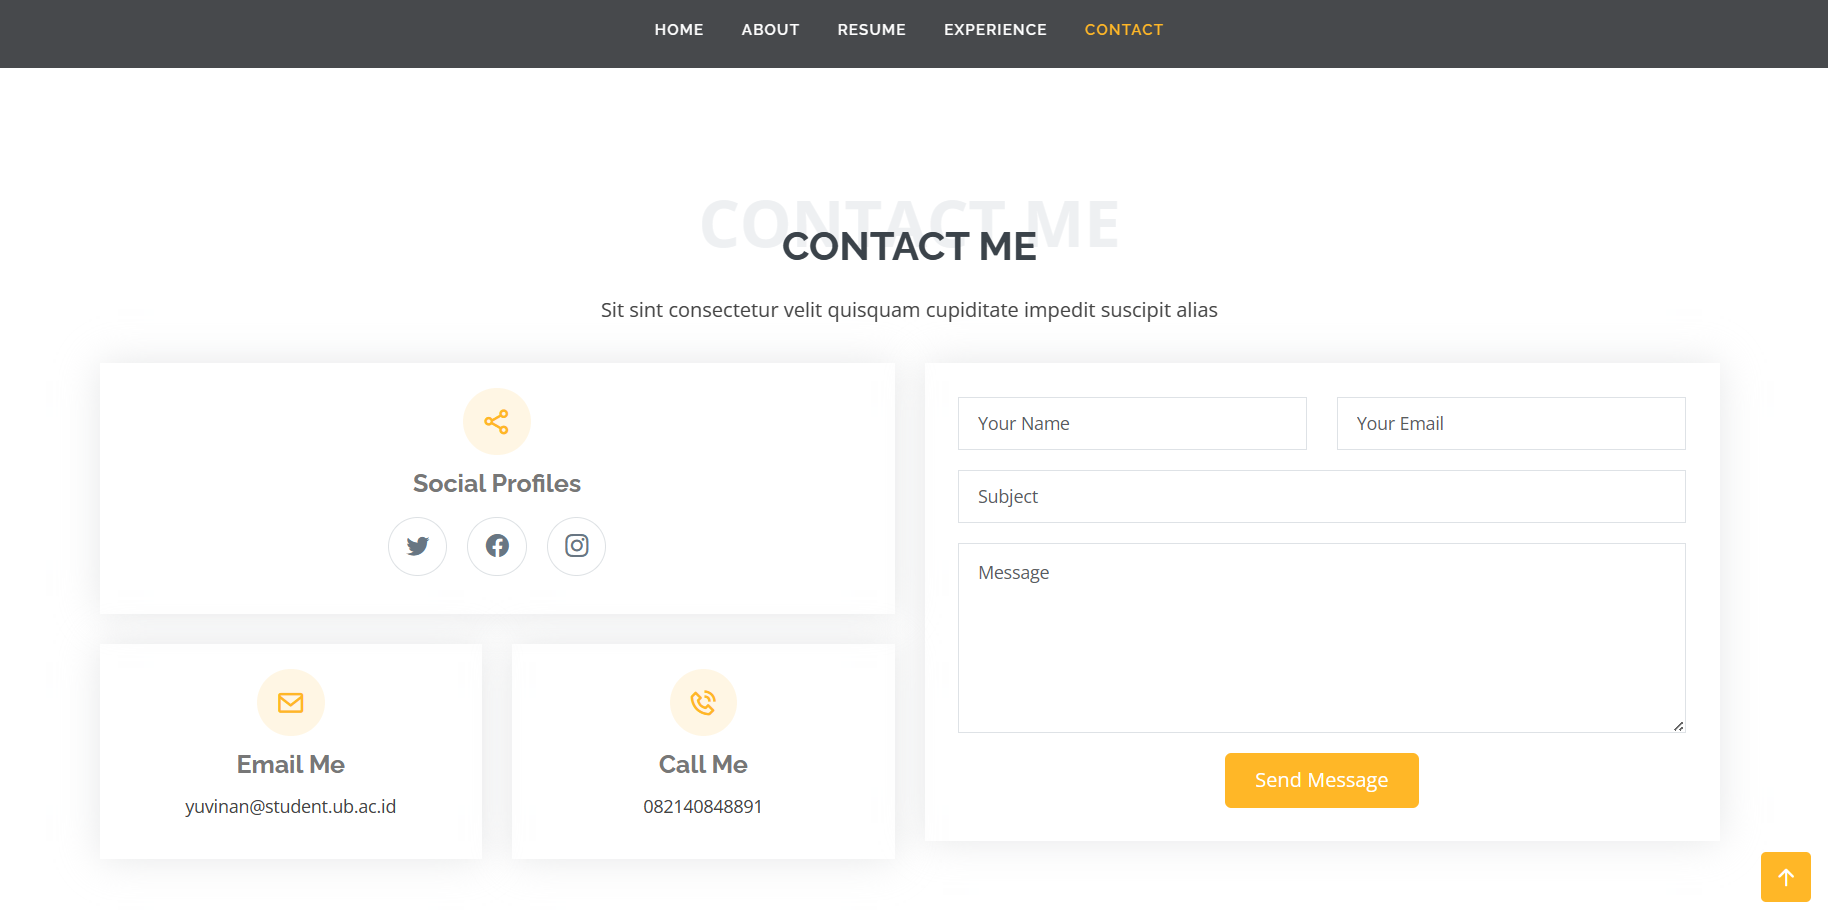 HOME ABOUT RESUME EXPERIENCE CONTACT
CONTACT ME
CONTACT ME
Sit sint consectetur velit quisquam cupiditate impedit suscipit alias
Social Profiles
Email Me
yuvinan@student.ub.ac.id
Call Me
082140848891
Your Name
Your Email
Subject
Message
Send Message